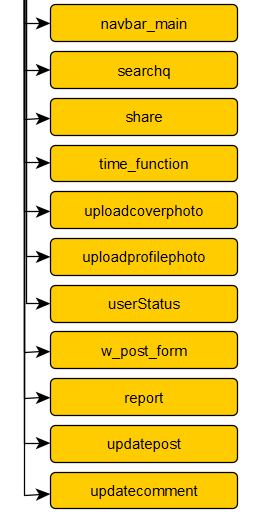 navbar_main
searchq
share
time_function
uploadcoverphoto
uploadprofilephoto
userStatus
w_post_form
report
updatepost
updatecomment